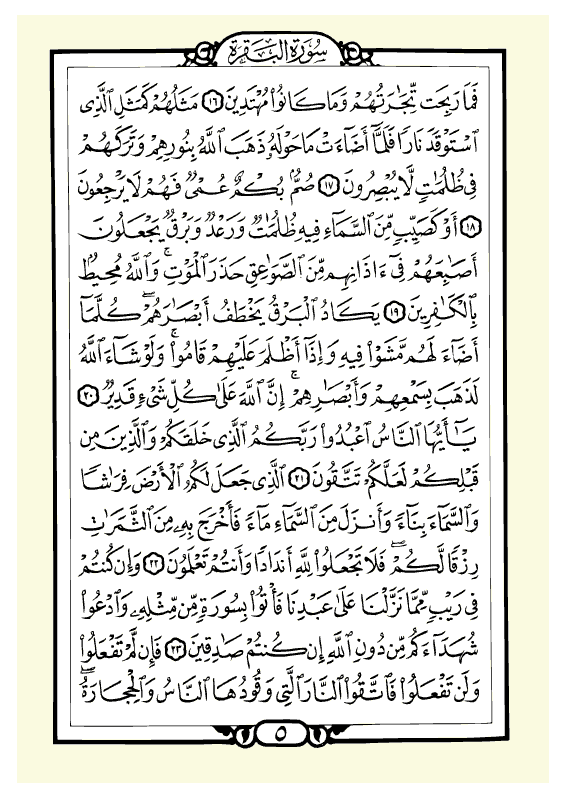 سُورَةُ البَقَرَةِ
فَمَا رَبِحَت تِّجَٰرَتُهُمْ وَمَا كَانُوا۟ مُهْتَدِينَ ١٦ مَثَلُهُمْ كَمَثَلِ ٱلَّذِى
ٱسْتَوْقَدَ نَارًا فَلَمَّآ أَضَآءَتْ مَا حَوْلَهُۥ ذَهَبَ ٱللَّهُ بِنُورِهِمْ وَتَرَكَهُمْ
فِى ظُلُمَٰتٍ لَّا يُبْصِرُونَ ١٧ صُمٌّۢ بُكْمٌ عُمْىٌ فَهُمْ لَا يَرْجِعُونَ
١٨ أَوْ كَصَيِّبٍ مِّنَ ٱلسَّمَآءِ فِيهِ ظُلُمَٰتٌ وَرَعْدٌ وَبَرْقٌ يَجْعَلُونَ
أَصَٰبِعَهُمْ فِىٓ ءَاذَانِهِم مِّنَ ٱلصَّوَٰعِقِ حَذَرَ ٱلْمَوْتِ ۚ وَٱللَّهُ مُحِيطٌۢ
بِٱلْكَٰفِرِينَ ١٩ يَكَادُ ٱلْبَرْقُ يَخْطَفُ أَبْصَٰرَهُمْ ۖ كُلَّمَآ
أَضَآءَ لَهُم مَّشَوْا۟ فِيهِ وَإِذَآ أَظْلَمَ عَلَيْهِمْ قَامُوا۟ ۚ وَلَوْ شَآءَ ٱللَّهُ
لَذَهَبَ بِسَمْعِهِمْ وَأَبْصَٰرِهِمْ ۚ إِنَّ ٱللَّهَ عَلَىٰ كُلِّ شَىْءٍ قَدِيرٌ ٢٠
يَٰٓأَيُّهَا ٱلنَّاسُ ٱعْبُدُوا۟ رَبَّكُمُ ٱلَّذِى خَلَقَكُمْ وَٱلَّذِينَ مِن
قَبْلِكُمْ لَعَلَّكُمْ تَتَّقُونَ ٢١ ٱلَّذِى جَعَلَ لَكُمُ ٱلْأَرْضَ فِرَٰشًا
وَٱلسَّمَآءَ بِنَآءً وَأَنزَلَ مِنَ ٱلسَّمَآءِ مَآءً فَأَخْرَجَ بِهِۦ مِنَ ٱلثَّمَرَٰتِ
رِزْقًا لَّكُمْ ۖ فَلَا تَجْعَلُوا۟ لِلَّهِ أَندَادًا وَأَنتُمْ تَعْلَمُونَ ٢٢ وَإِن كُنتُمْ
فِى رَيْبٍ مِّمَّا نَزَّلْنَا عَلَىٰ عَبْدِنَا فَأْتُوا۟ بِسُورَةٍ مِّن مِّثْلِهِۦ وَٱدْعُوا۟
شُهَدَآءَكُم مِّن دُونِ ٱللَّهِ إِن كُنتُمْ صَٰدِقِينَ ٢٣ فَإِن لَّمْ تَفْعَلُوا۟
وَلَن تَفْعَلُوا۟ فَٱتَّقُوا۟ ٱلنَّارَ ٱلَّتِى وَقُودُهَا ٱلنَّاسُ وَٱلْحِجَارَةُ ۖ
٥